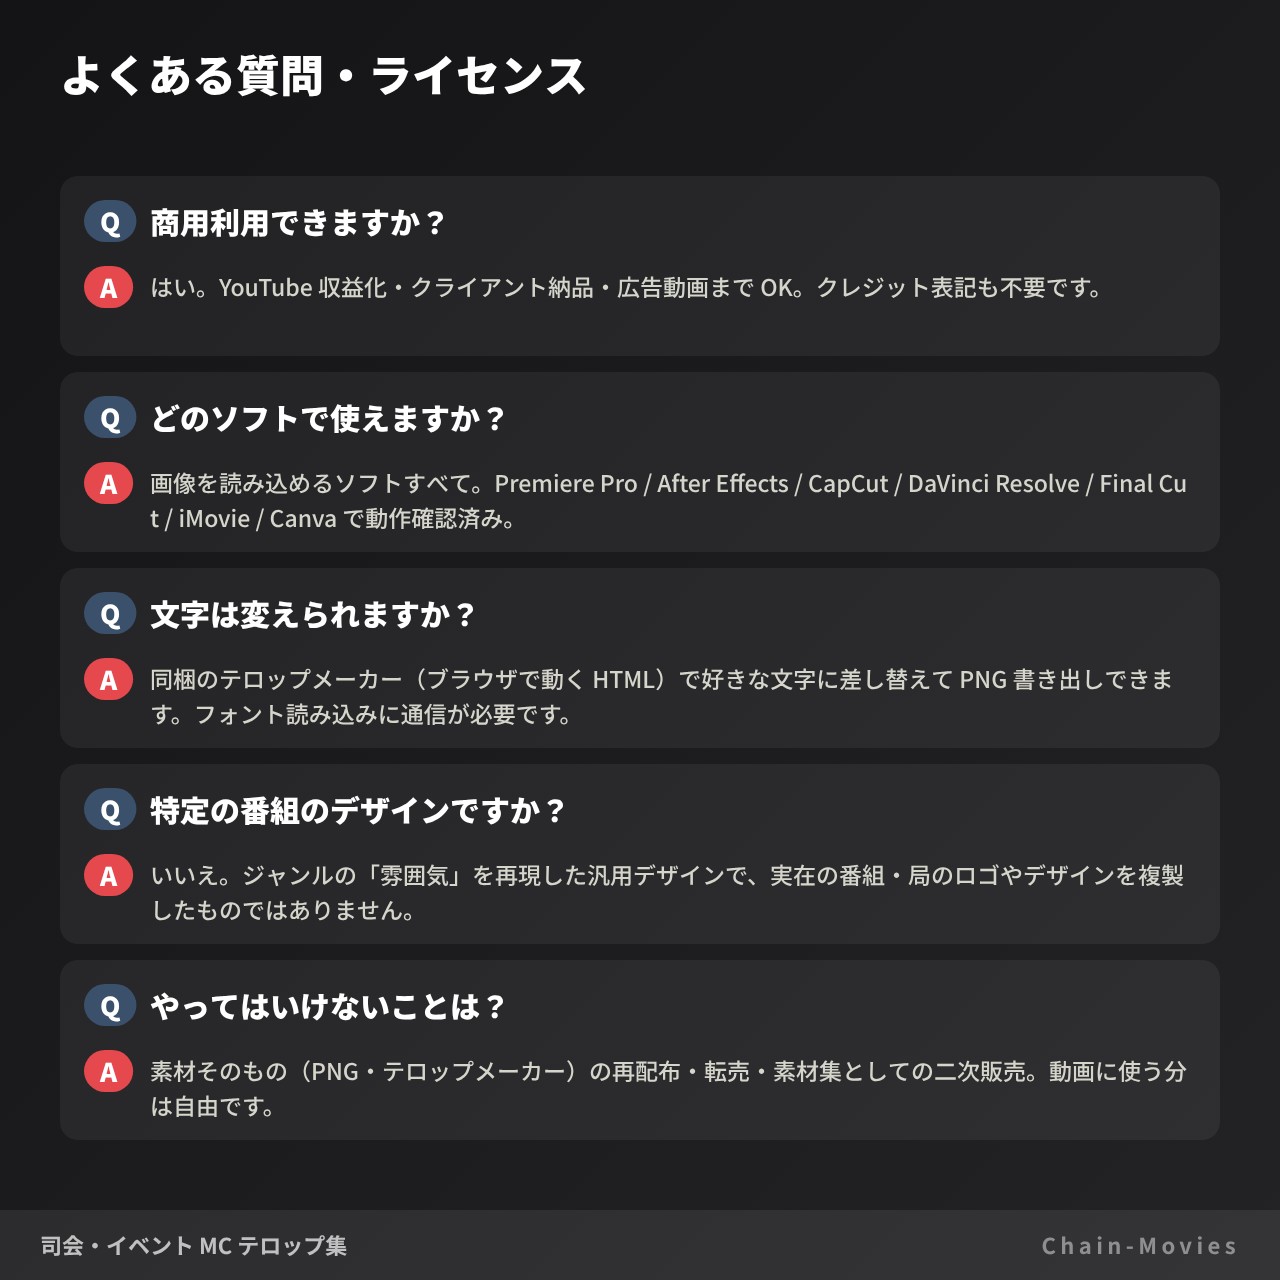 よくある質問・ライセンス
Q 商用利用できますか？
A はい。YouTube 収益化・クライアント納品・広告動画まで OK。クレジット表記も不要です。
Q どのソフトで使えますか？
A 画像を読み込めるソフトすべて。Premiere Pro / After Effects / CapCut / DaVinci Resolve / Final Cu
t / iMovie / Canva で動作確認済み。
Q 文字は変えられますか？
A 同梱のテロップメーカー（ブラウザで動く HTML）で好きな文字に差し替えて PNG 書き出しできま
す。フォント読み込みに通信が必要です。
Q 特定の番組のデザインですか？
A いいえ。ジャンルの「雰囲気」を再現した汎用デザインで、実在の番組・局のロゴやデザインを複製
したものではありません。
Q やってはいけないことは？
A 素材そのもの（PNG・テロップメーカー）の再配布・転売・素材集としての二次販売。動画に使う分
は自由です。
司会・イベント MC テロップ集
Chain-Movies